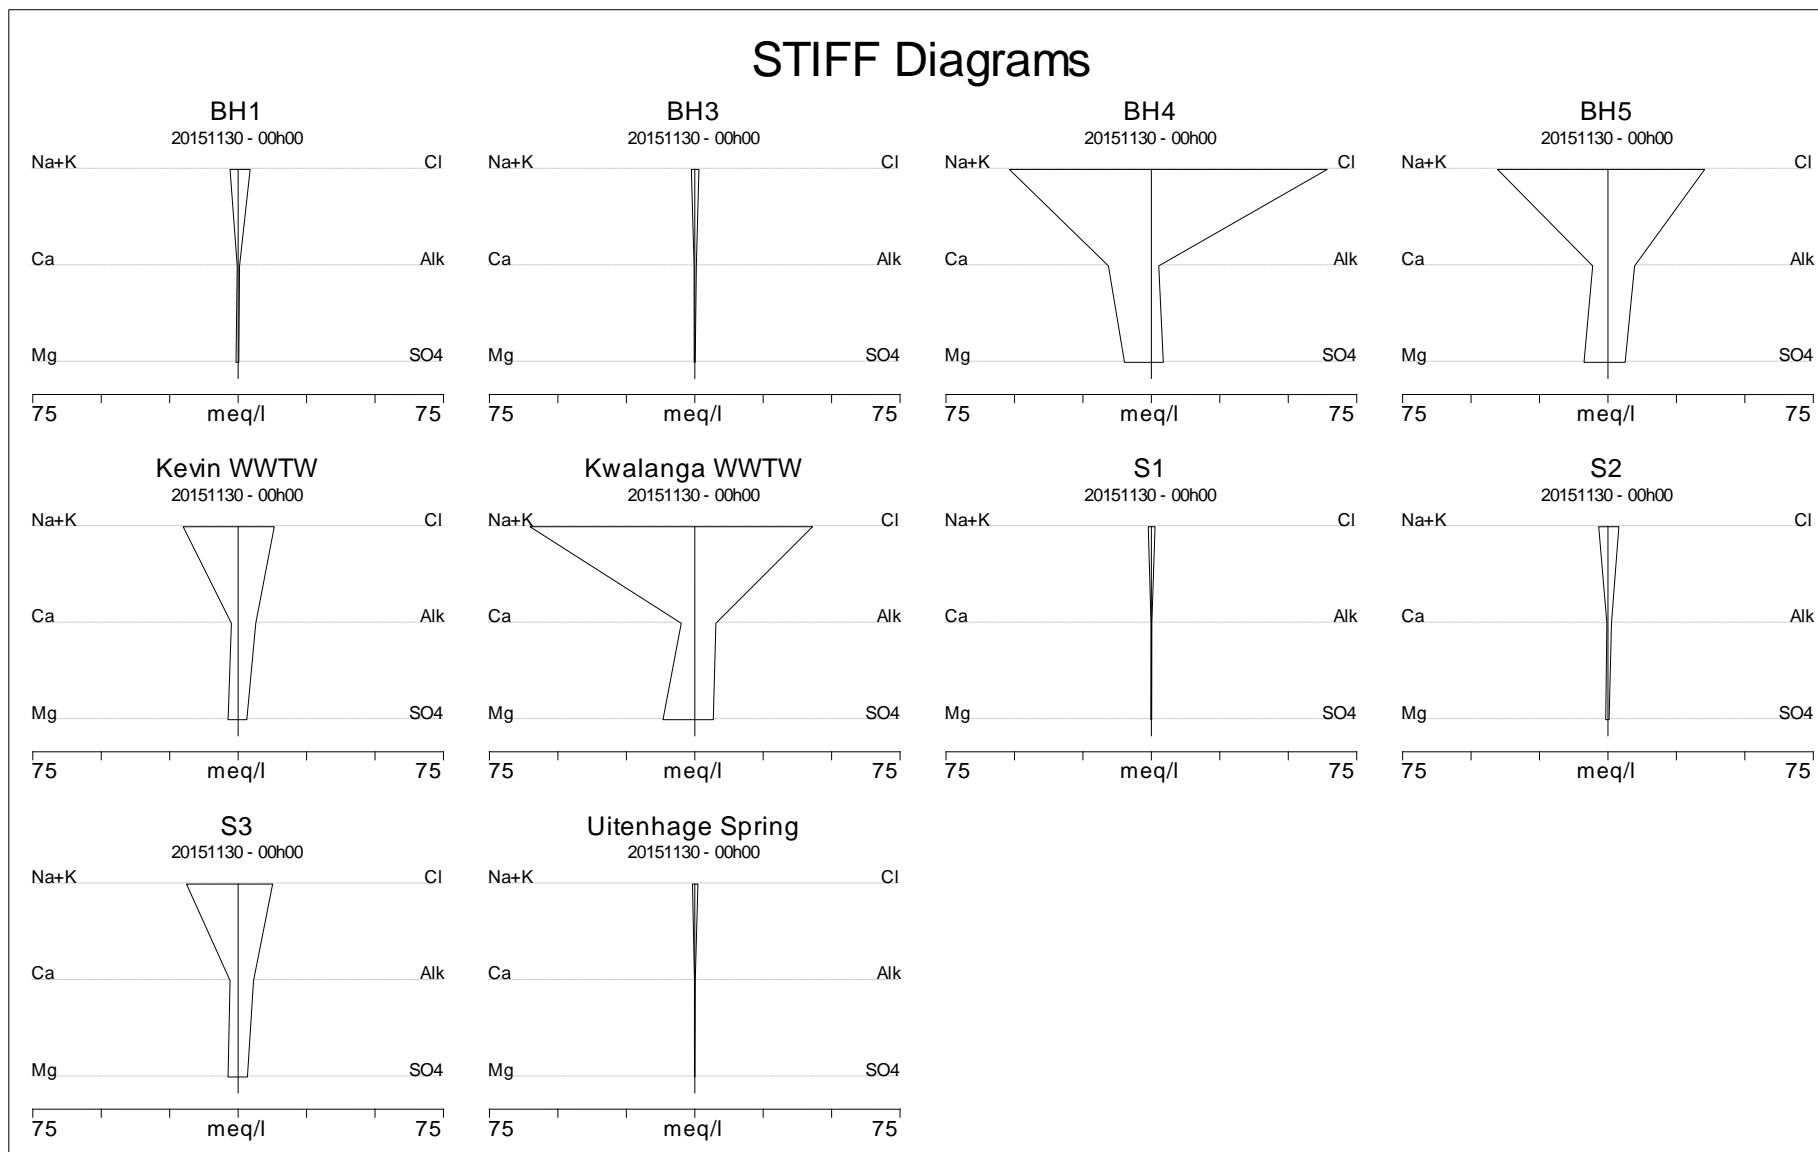 STIFF Diagrams
BH1
20151130 - 00h00
Na+K Cl
Ca Alk
Mg SO4
75 meq/l 75
BH3
20151130 - 00h00
Na+K Cl
Ca Alk
Mg SO4
75 meq/l 75
BH4
20151130 - 00h00
Na+K Cl
Ca Alk
Mg SO4
75 meq/l 75
BH5
20151130 - 00h00
Na+K Cl
Ca Alk
Mg SO4
75 meq/l 75
Kevin WWTW
20151130 - 00h00
Na+K Cl
Ca Alk
Mg SO4
75 meq/l 75
Kwalanga WWTW
20151130 - 00h00
Na+K Cl
Ca Alk
Mg SO4
75 meq/l 75
S1
20151130 - 00h00
Na+K Cl
Ca Alk
Mg SO4
75 meq/l 75
S2
20151130 - 00h00
Na+K Cl
Ca Alk
Mg SO4
75 meq/l 75
S3
20151130 - 00h00
Na+K Cl
Ca Alk
Mg SO4
75 meq/l 75
Uitenhage Spring
20151130 - 00h00
Na+K Cl
Ca Alk
Mg SO4
75 meq/l 75